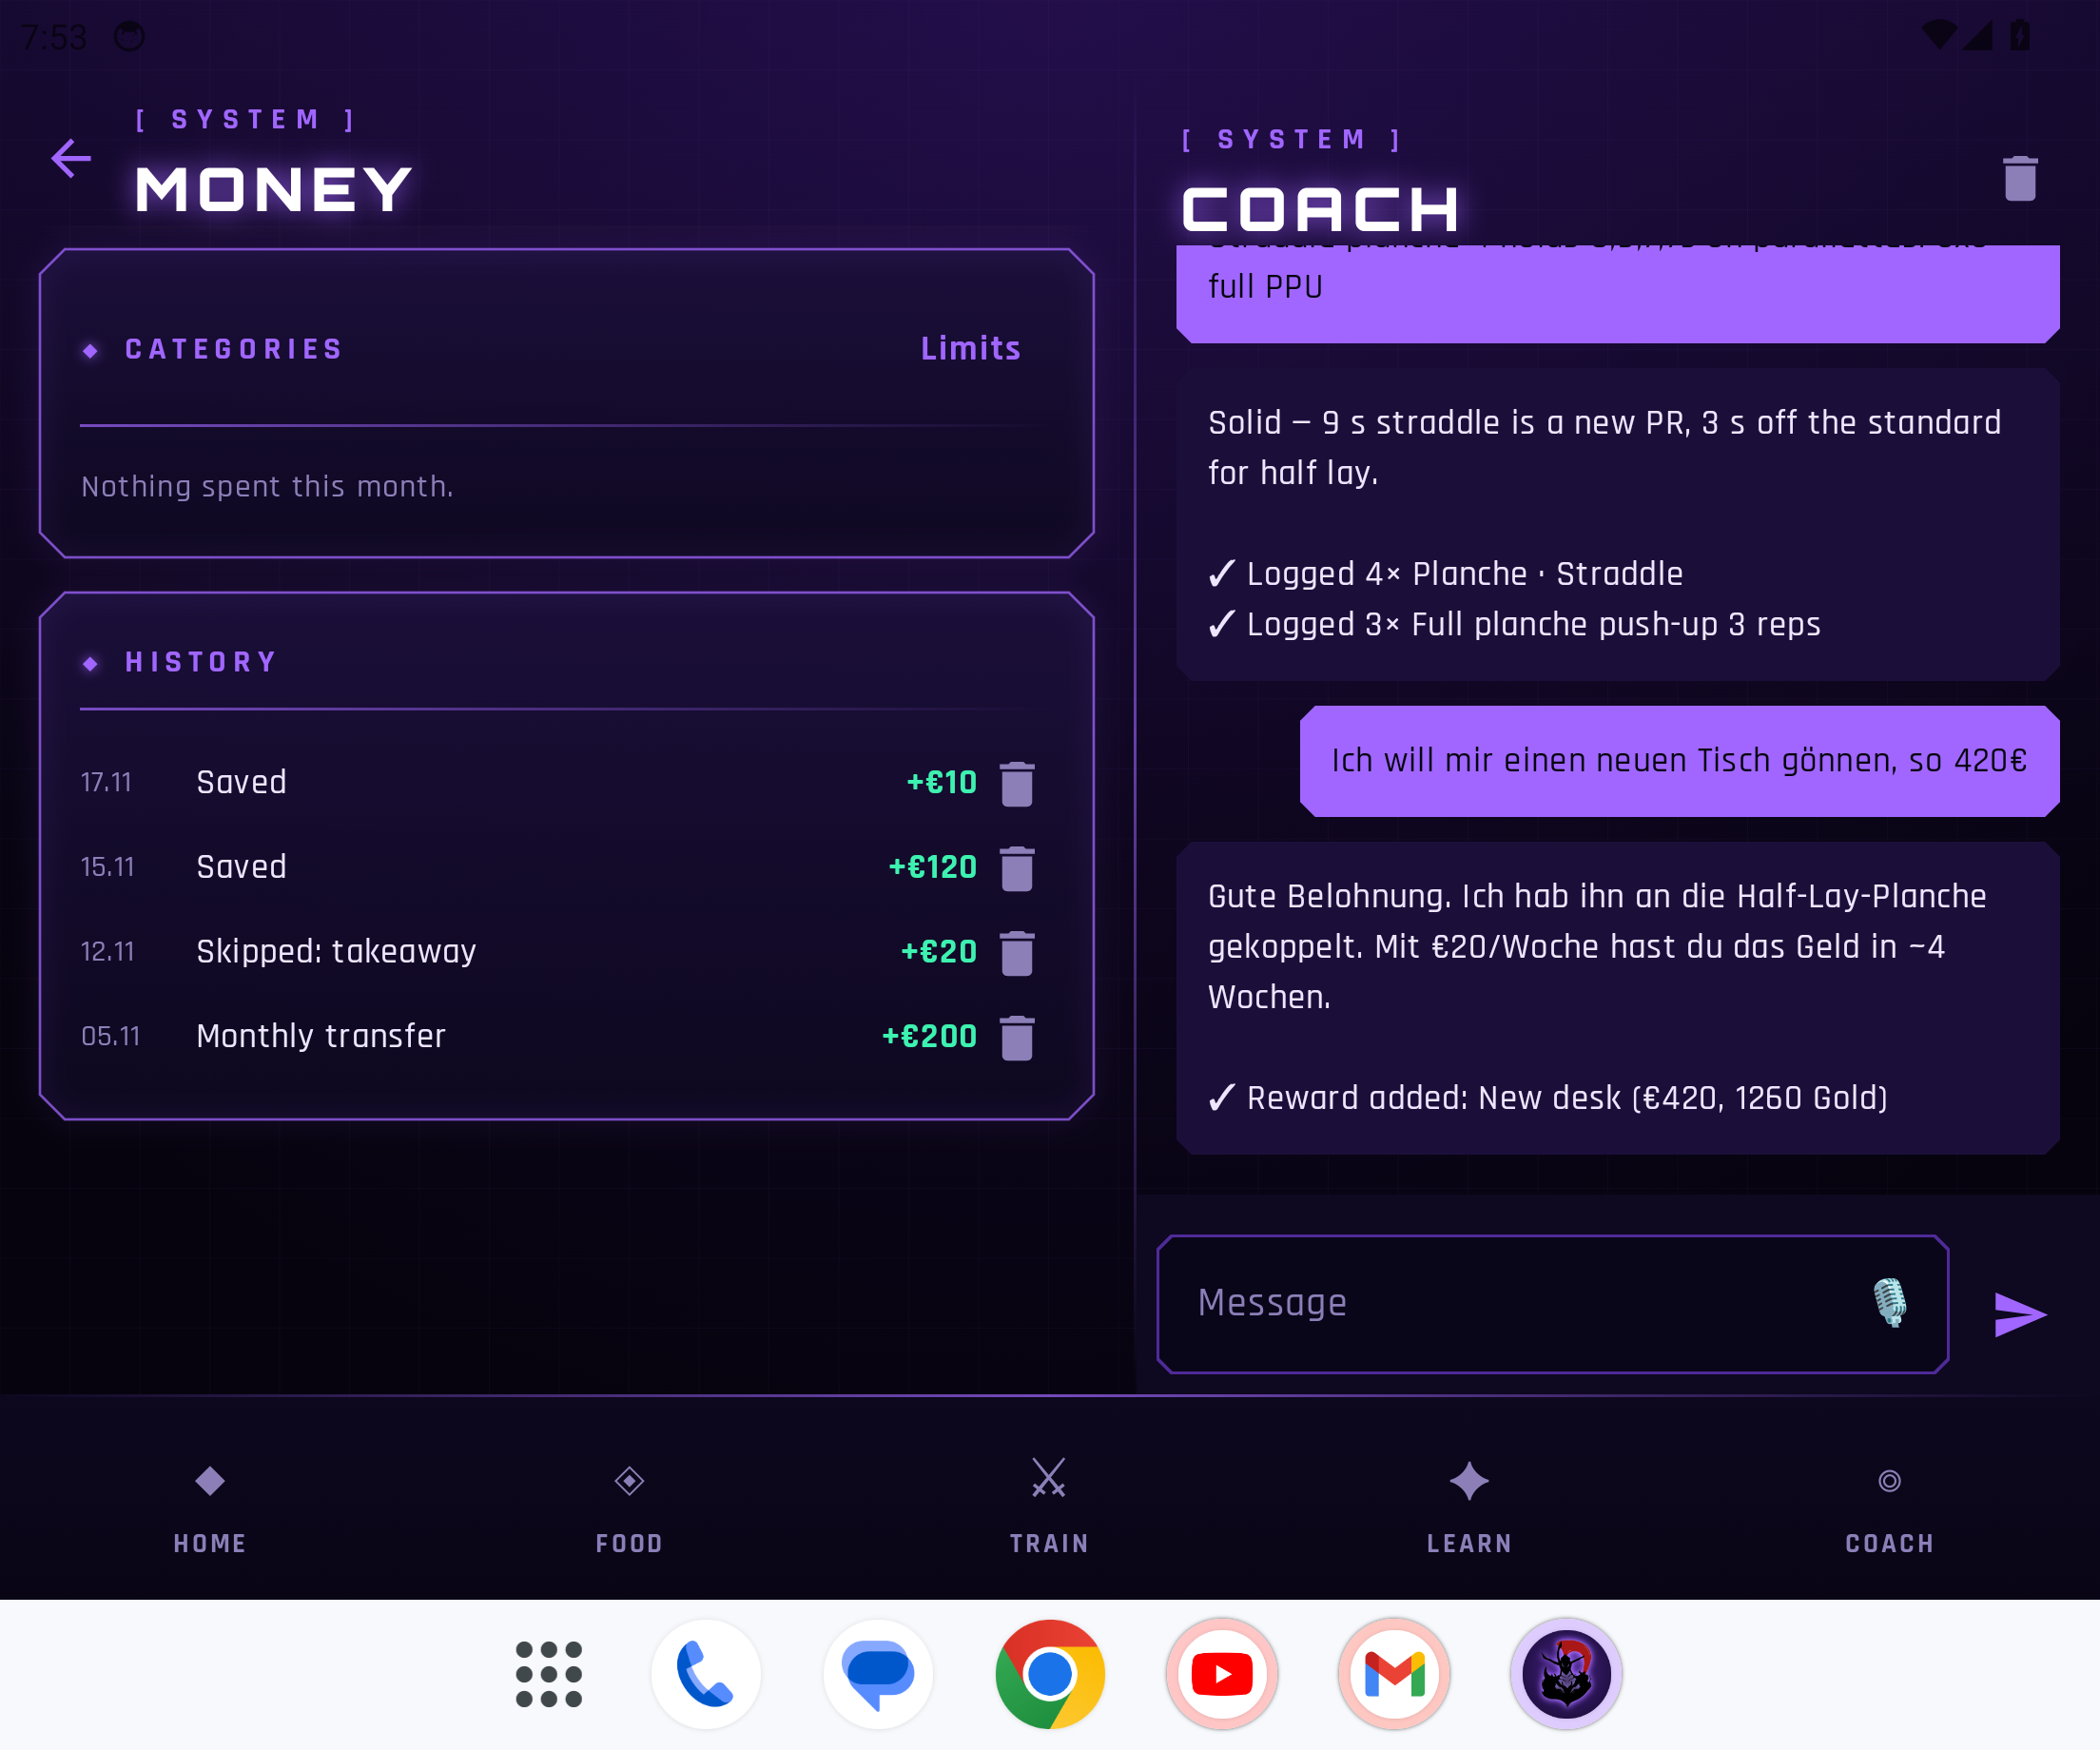 7:53
[ SYSTEM ]
MONEY
CATEGORIES
Limits
Nothing spent this month.
HISTORY
17.11 Saved +€10
15.11 Saved +€120
12.11 Skipped: takeaway +€20
05.11 Monthly transfer +€200
[ SYSTEM ]
COACH
full PPU
Solid – 9 s straddle is a new PR, 3 s off the standard
for half lay.
✓ Logged 4× Planche · Straddle
✓ Logged 3× Full planche push-up 3 reps
Ich will mir einen neuen Tisch gönnen, so 420€
Gute Belohnung. Ich hab ihn an die Half-Lay-Planche
gekoppelt. Mit €20/Woche hast du das Geld in ~4
Wochen.
✓ Reward added: New desk (€420, 1260 Gold)
Message
HOME
FOOD
TRAIN
LEARN
COACH